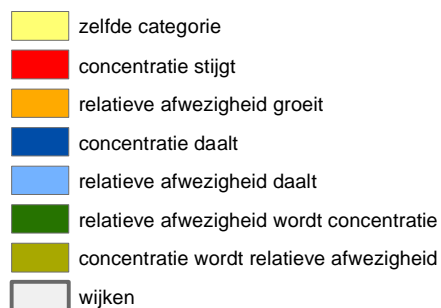 zelfde categorie
concentratie stijgt
relatieve afwezigheid groeit
concentratie daalt
relatieve afwezigheid daalt
relatieve afwezigheid wordt concentratie
concentratie wordt relatieve afwezigheid
wijken